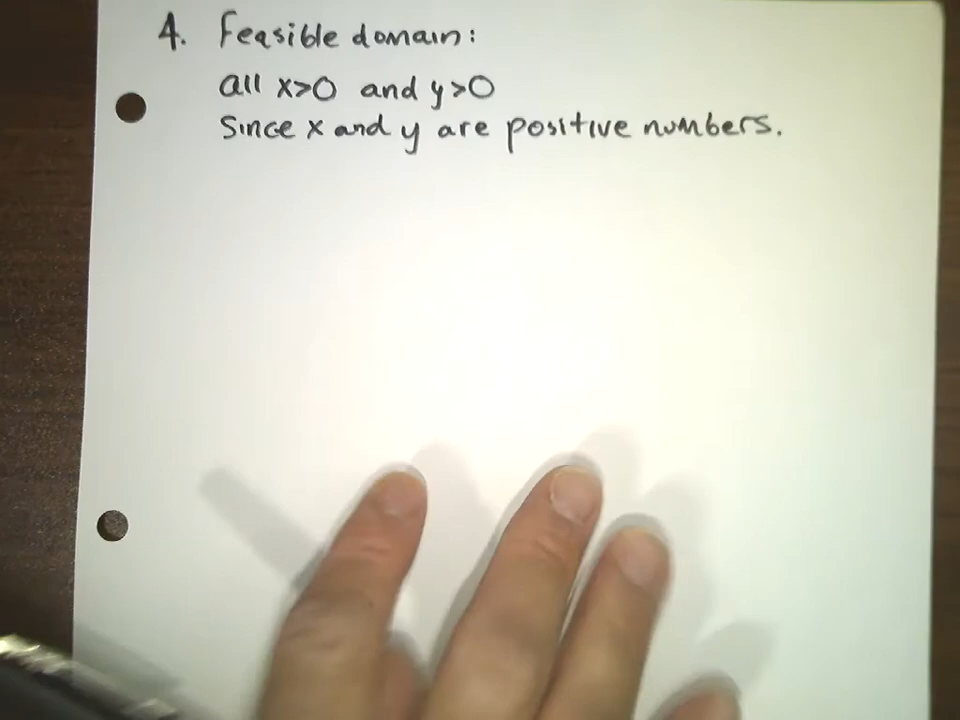 4. Feasible domain:
all x>0 and y>0
Since x and y are positive numbers.